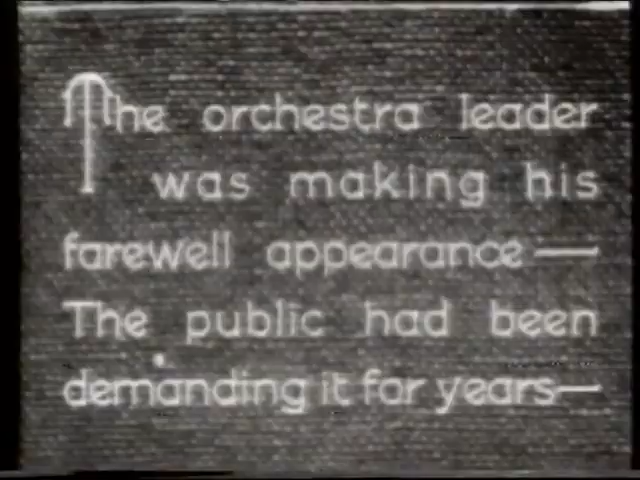 The orchestra leader
was making his
farewell appearance —
The public had been
demanding it for years—